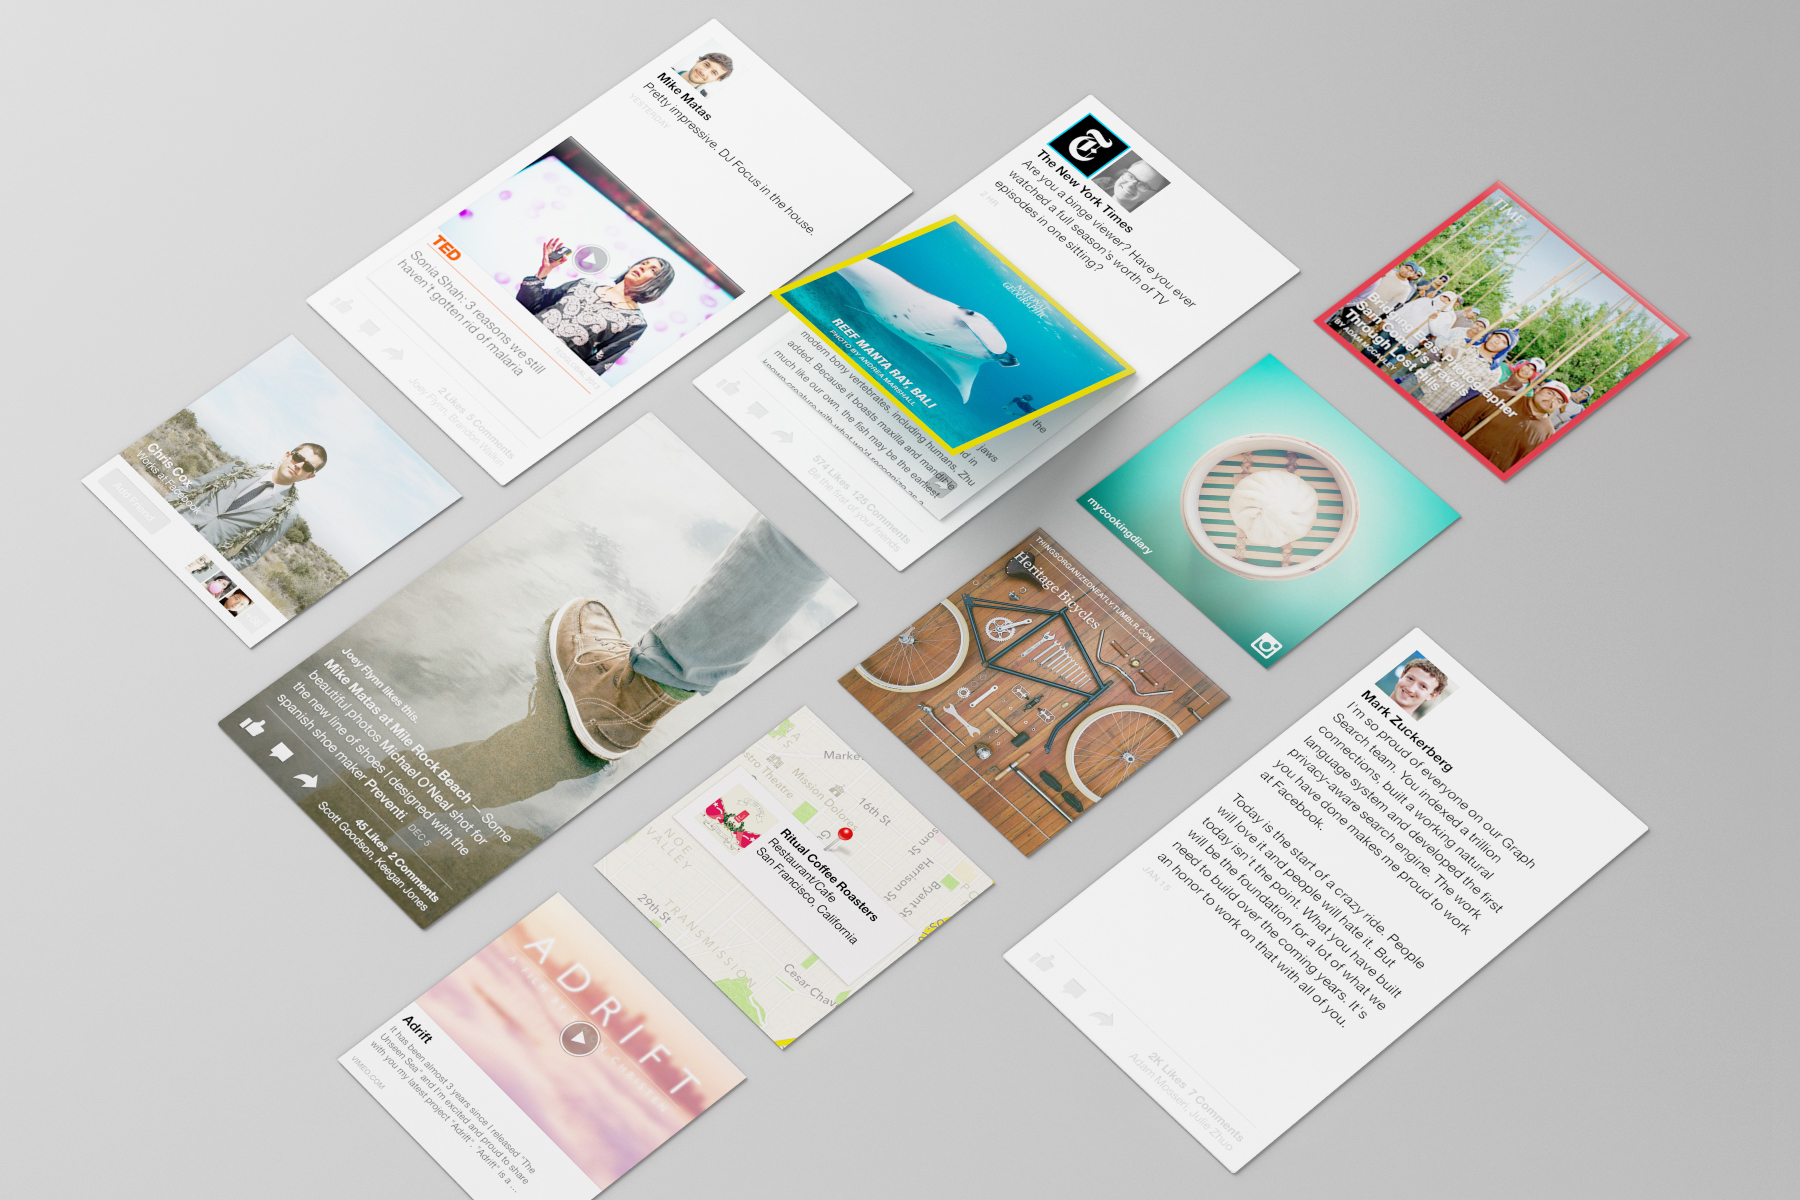 Mike Matas
Pretty impressive. DJ Focus in the house.
YESTERDAY
TED
Sonia Shah: 3 reasons we still
haven't gotten rid of malaria
2 Likes 5 Comments
Joey Flynn, Brandon Walkin
The New York Times
Are you a binge viewer? Have you ever
watched a full season's worth of TV
episodes in one sitting?
2 HR
NATIONAL
GEOGRAPHIC
REEF MANTA RAY, BALI
PHOTO BY ANDREA MARSHALL
the
jaws
modern bony vertebrates, including humans. Zhu
added. Because it boasts maxilla and mandible
much like our own, the fish may be the earliest
known creature with what we'd recognize as a
574 Likes 125 Comments
Be the first of your friends
TIME
Sam Comen's Travels
Through Lost Hills
Chris Cox
Works at Facebook
Add Friend
Joey Flynn likes this.
Mike Matas at Mile Rock Beach — Some
beautiful photos Michael O'Neal shot for
the new line of shoes I designed with the
spanish shoe maker Preventi.
DEC 5
45 Likes 2 Comments
Scott Goodson, Keegan Jones
THINGSORGANIZEDNEATLY.TUMBLR.COM
Heritage Bicycles
mycookingdiary
Market
stro Theatre
Mission Dolores
16th St
NOE
VALLEY
Harrison St
Bryant St
Ritual Coffee Roasters
Restaurant/Cafe
San Francisco, California
29th St
TRANSMISSION
Cesar Chav
ADRIFT
Adrift
It has been almost 3 years since I released "The
Unseen Sea" and I'm excited and proud to share
with you my latest project "Adrift". "Adrift" is a ...
VIMEO.COM
Mark Zuckerberg
I'm so proud of everyone on our Graph
Search team. You indexed a trillion
connections, built a working natural
language system and developed the first
privacy-aware search engine. The work
you have done makes me proud to work
at Facebook.
Today is the start of a crazy ride. People
will love it and people will hate it. But
today isn't the point. What you have built
will be the foundation for a lot of what we
need to build over the coming years. It's
an honor to work on that with all of you.
JAN 15
2K Likes 7 Comments
Adam Mosseri, Julie Zhuo